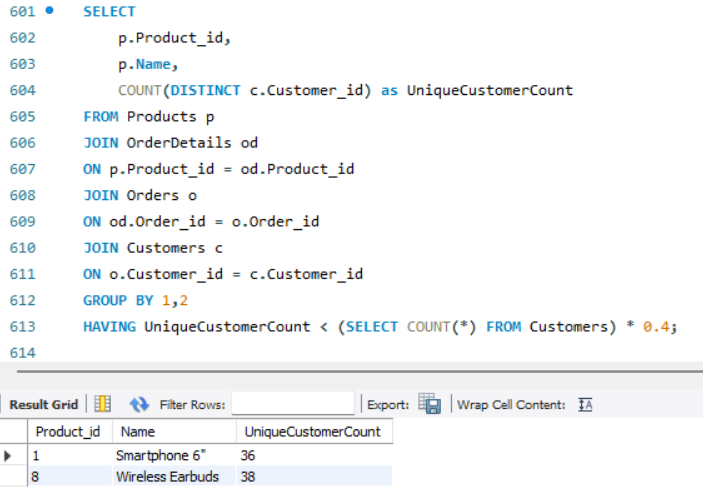 601 SELECT
602 p.Product_id,
603 p.Name,
604 COUNT(DISTINCT c.Customer_id) as UniqueCustomerCount
605 FROM Products p
606 JOIN OrderDetails od
607 ON p.Product_id = od.Product_id
608 JOIN Orders o
609 ON od.Order_id = o.Order_id
610 JOIN Customers c
611 ON o.Customer_id = c.Customer_id
612 GROUP BY 1,2
613 HAVING UniqueCustomerCount < (SELECT COUNT(*) FROM Customers) * 0.4;
614
Result Grid Filter Rows: Export: Wrap Cell Content: IA
Product_id Name UniqueCustomerCount
1 Smartphone 6" 36
8 Wireless Earbuds 38